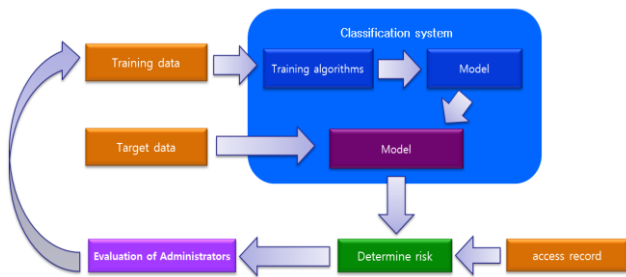 Classification system
Training data
Training algorithms
Model
Target data
Model
Evaluation of Administrators
Determine risk
access record